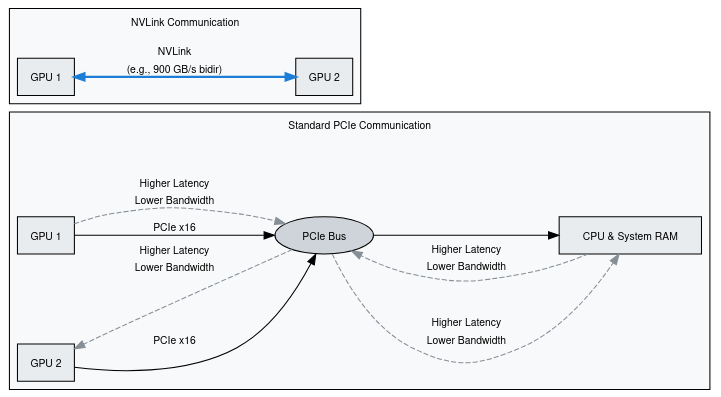 NVLink Communication
NVLink
(e.g., 900 GB/s bidir)
GPU 1
GPU 2
Standard PCIe Communication
Higher Latency
Lower Bandwidth
GPU 1
PCIe x16
PCIe Bus
CPU & System RAM
Higher Latency
Lower Bandwidth
Higher Latency
Lower Bandwidth
Higher Latency
Lower Bandwidth
PCIe x16
GPU 2